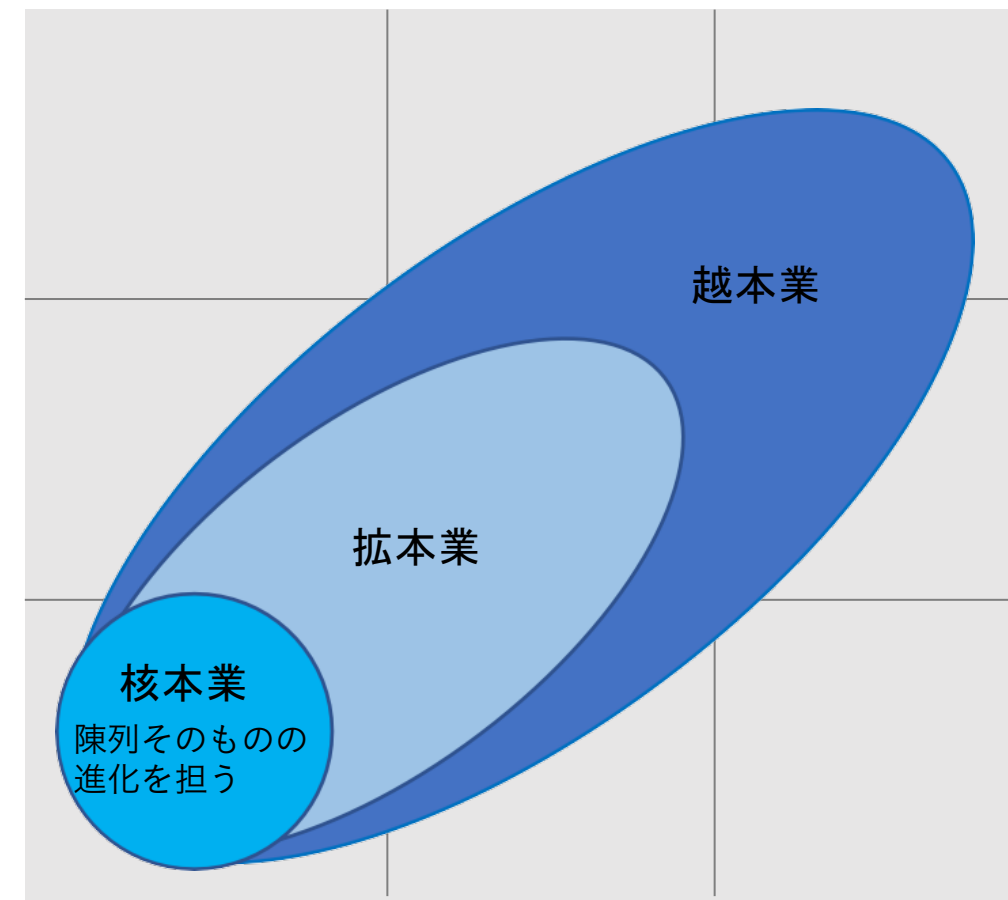 越本業
拡本業
核本業
陳列そのものの
進化を担う